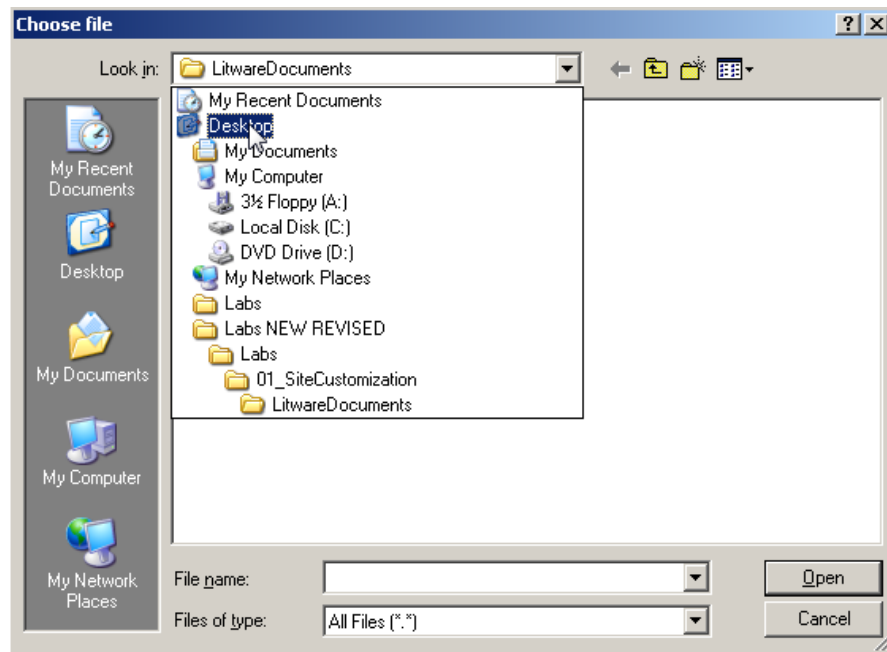 Choose file
Look in:
LitwareDocuments
My Recent Documents
Desktop
My Documents
My Computer
3½ Floppy (A:)
Local Disk (C:)
DVD Drive (D:)
My Network Places
Labs
Labs NEW REVISED
Labs
01_SiteCustomization
LitwareDocuments
My Recent
Documents
Desktop
My Documents
My Computer
My Network
Places
File name:
Open
Files of type:
All Files (*.*)
Cancel